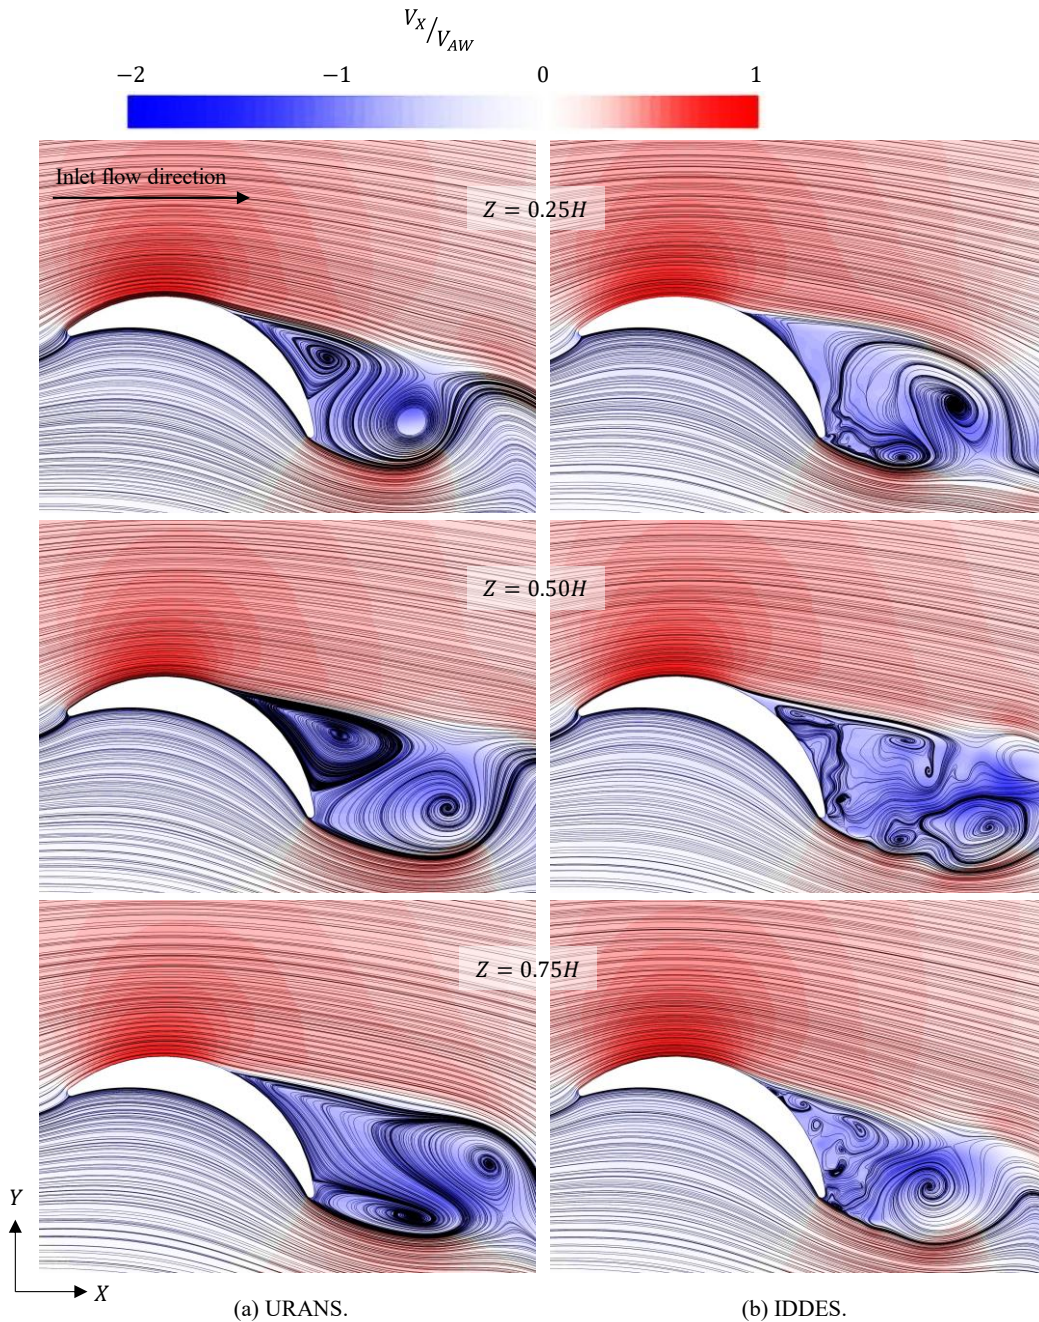 V_X/V_AW
−2 −1 0 1
Inlet flow direction
Z = 0.25H
Z = 0.50H
Z = 0.75H
Y
X
(a) URANS. (b) IDDES.